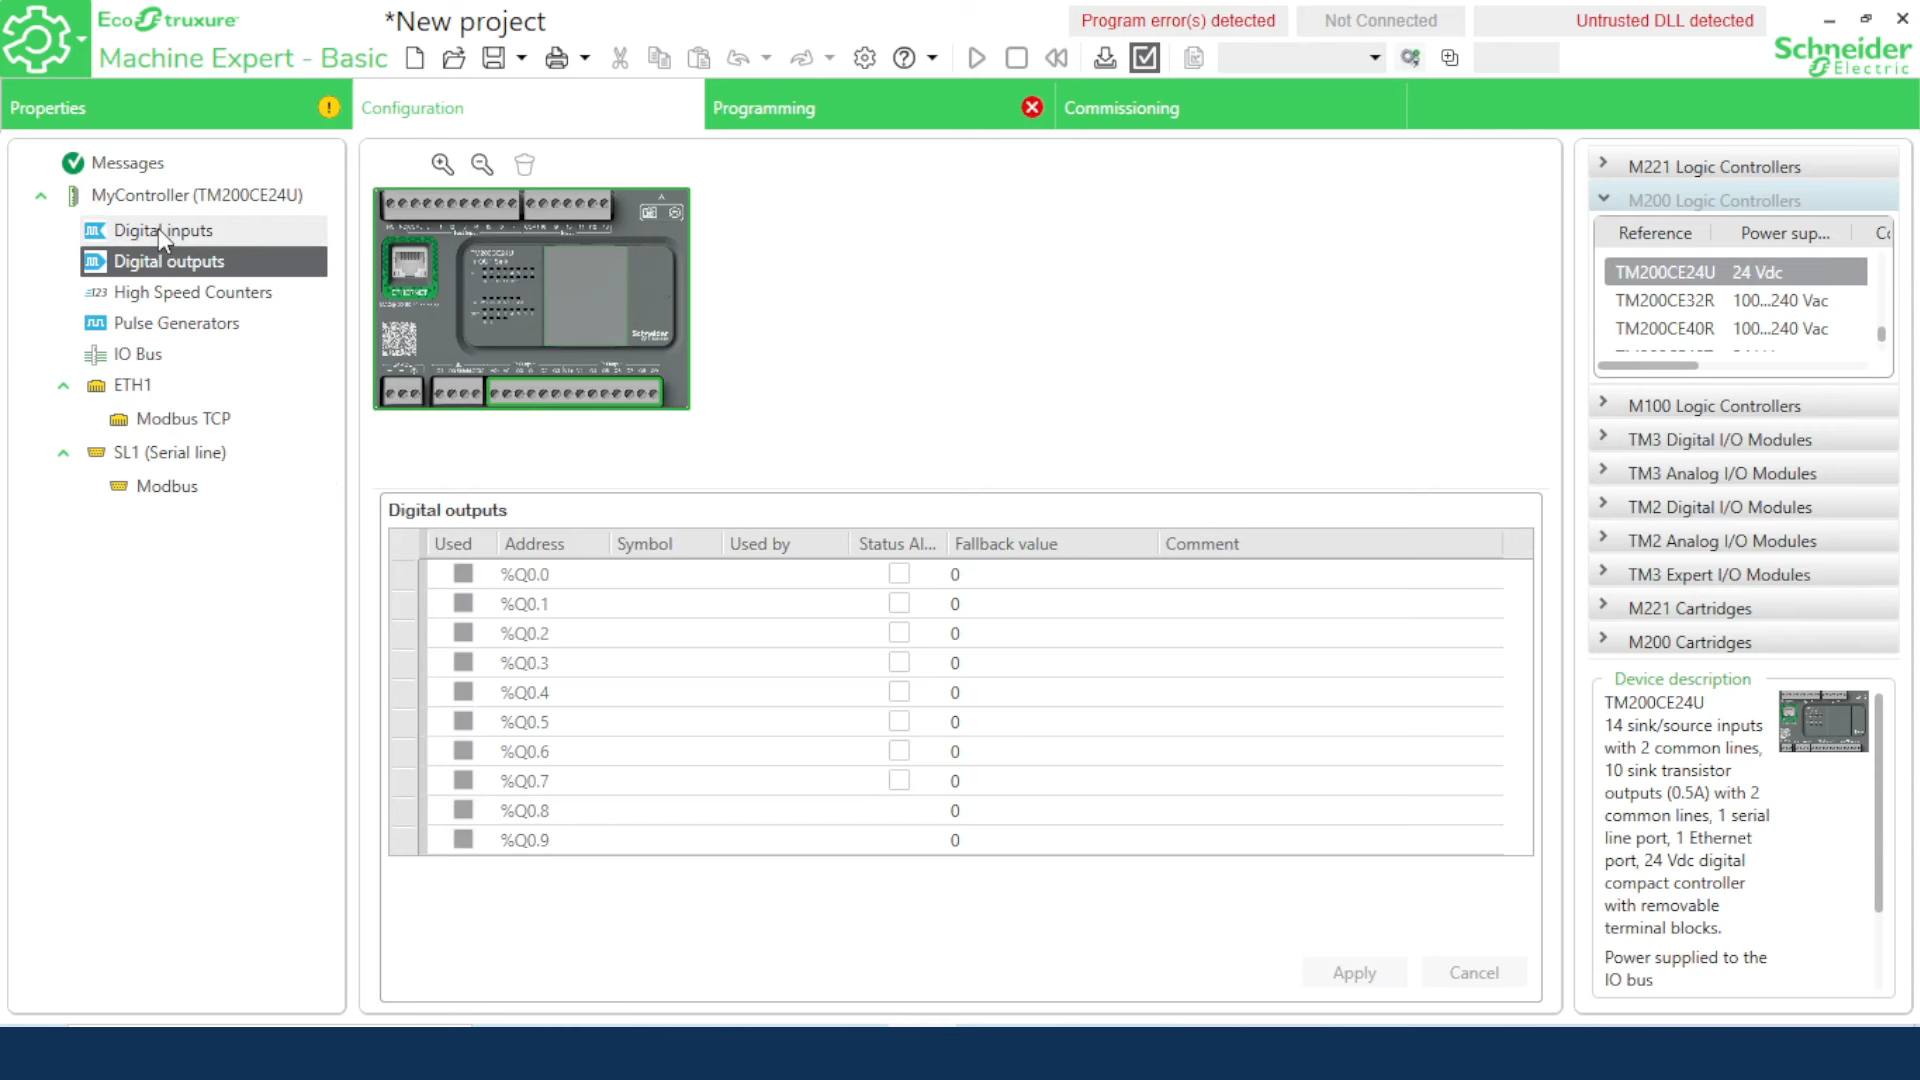 EcoStruxure
Machine Expert - Basic
*New project
Program error(s) detected
Not Connected
Untrusted DLL detected
Schneider
Electric
Properties
Configuration
Programming
Commissioning
Messages
MyController (TM200CE24U)
Digital inputs
Digital outputs
High Speed Counters
Pulse Generators
IO Bus
ETH1
Modbus TCP
SL1 (Serial line)
Modbus
TM200CE24U
ETHERNET
Schneider
Digital outputs
Used Address Symbol Used by Status Al... Fallback value Comment
%Q0.0 0
%Q0.1 0
%Q0.2 0
%Q0.3 0
%Q0.4 0
%Q0.5 0
%Q0.6 0
%Q0.7 0
%Q0.8 0
%Q0.9 0
Apply Cancel
M221 Logic Controllers
M200 Logic Controllers
Reference Power sup...
TM200CE24U 24 Vdc
TM200CE32R 100...240 Vac
TM200CE40R 100...240 Vac
M100 Logic Controllers
TM3 Digital I/O Modules
TM3 Analog I/O Modules
TM2 Digital I/O Modules
TM2 Analog I/O Modules
TM3 Expert I/O Modules
M221 Cartridges
M200 Cartridges
Device description
TM200CE24U
14 sink/source inputs
with 2 common lines,
10 sink transistor
outputs (0.5A) with 2
common lines, 1 serial
line port, 1 Ethernet
port, 24 Vdc digital
compact controller
with removable
terminal blocks.
Power supplied to the
IO bus